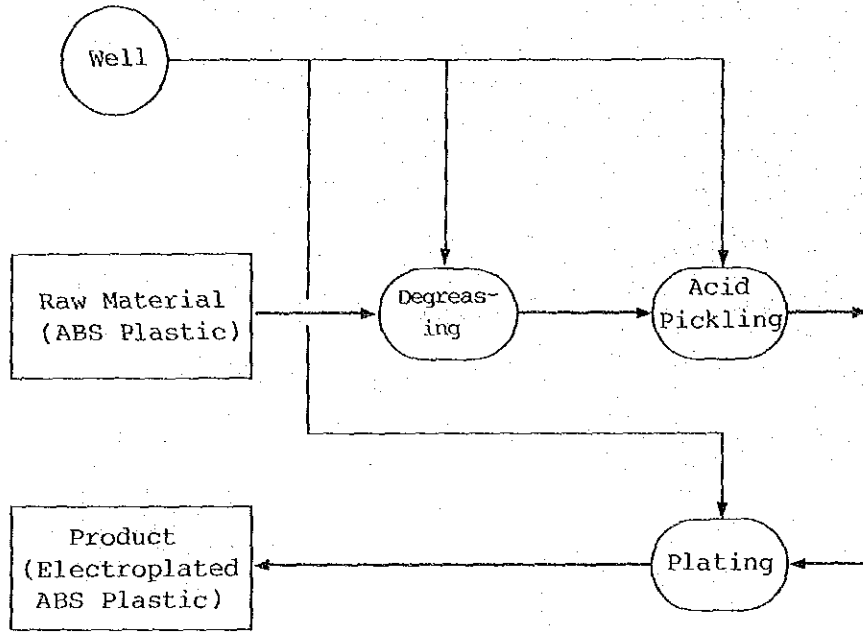 Well
Raw Material
(ABS Plastic)
Degreas-
ing
Acid
Pickling
Product
(Electroplated
ABS Plastic)
Plating